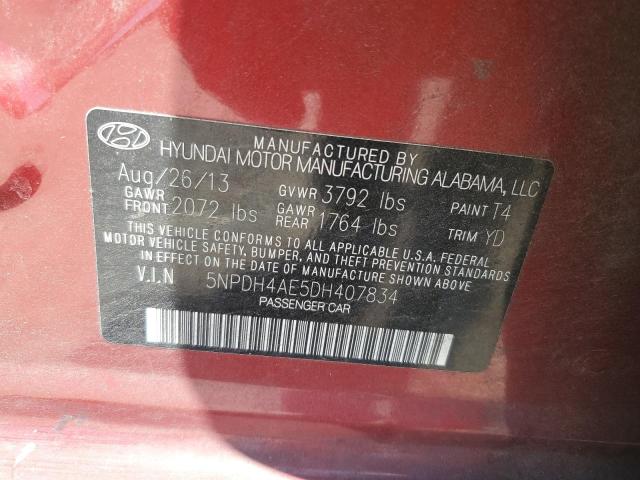 MANUFACTURED BY
HYUNDAI MOTOR MANUFACTURING ALABAMA, LLC
Aug/26/13 GVWR 3792 lbs PAINT T4
GAWR FRONT 2072 lbs GAWR REAR 1764 lbs TRIM YD
THIS VEHICLE CONFORMS TO ALL APPLICABLE U.S.A. FEDERAL
MOTOR VEHICLE SAFETY, BUMPER, AND THEFT PREVENTION STANDARDS
IN EFFECT ON THE DATE OF MANUFACTURE SHOWN ABOVE
V.I.N 5NPDH4AE5DH407834
PASSENGER CAR